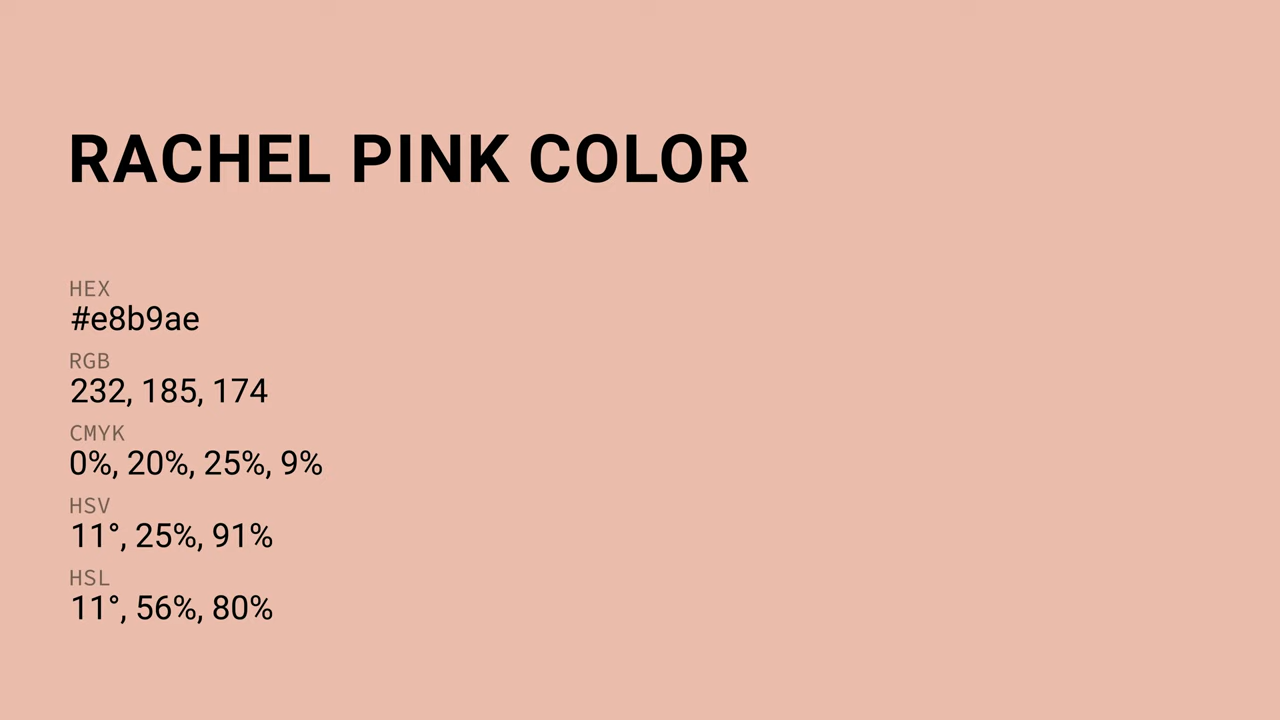 RACHEL PINK COLOR
HEX
#e8b9ae
RGB
232, 185, 174
CMYK
0%, 20%, 25%, 9%
HSV
11°, 25%, 91%
HSL
11°, 56%, 80%